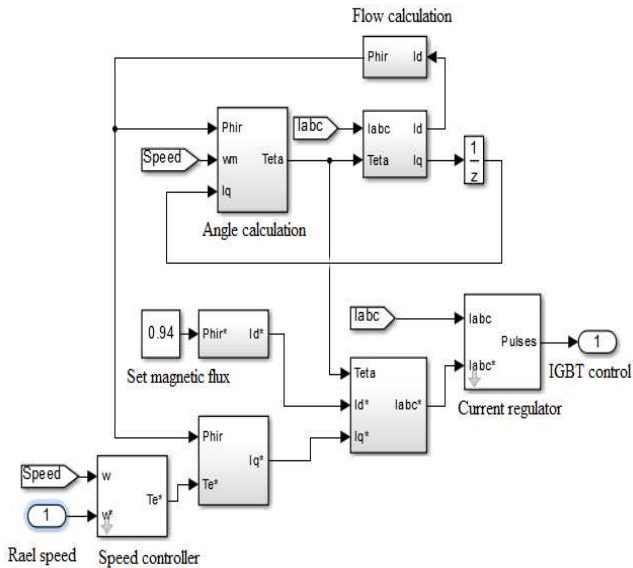 Flow calculation
Phir Id
Phir
Speed
wm
Iq
Teta
Angle calculation
Iabc
Iabc Id
Teta Iq
1
z
0.94
Phir* Id*
Set magnetic flux
Iabc
Iabc
Iabc*
Pulses
Current regulator
1
IGBT control
Teta
Id*
Iq*
Iabc*
Phir
Te*
Iq*
Speed
1
w
w*
Te*
Rael speed
Speed controller